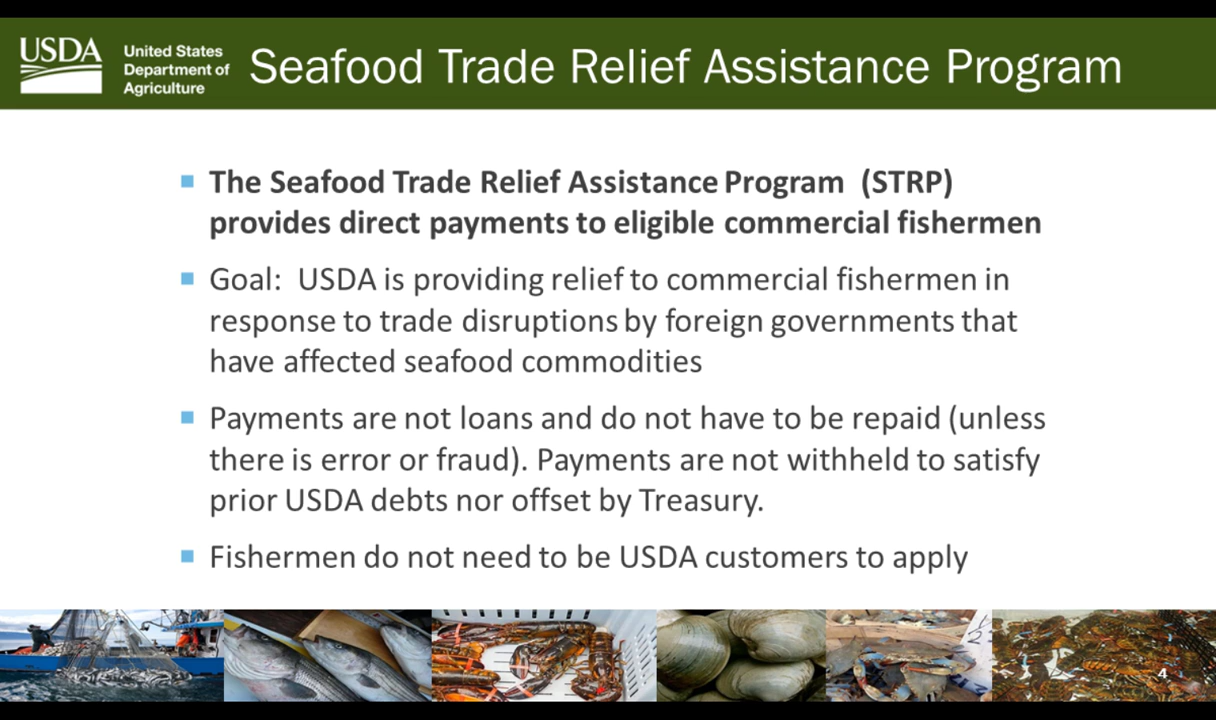 USDA
United States
Department of
Agriculture
Seafood Trade Relief Assistance Program
The Seafood Trade Relief Assistance Program (STRP)
provides direct payments to eligible commercial fishermen
Goal: USDA is providing relief to commercial fishermen in
response to trade disruptions by foreign governments that
have affected seafood commodities
Payments are not loans and do not have to be repaid (unless
there is error or fraud). Payments are not withheld to satisfy
prior USDA debts nor offset by Treasury.
Fishermen do not need to be USDA customers to apply
4